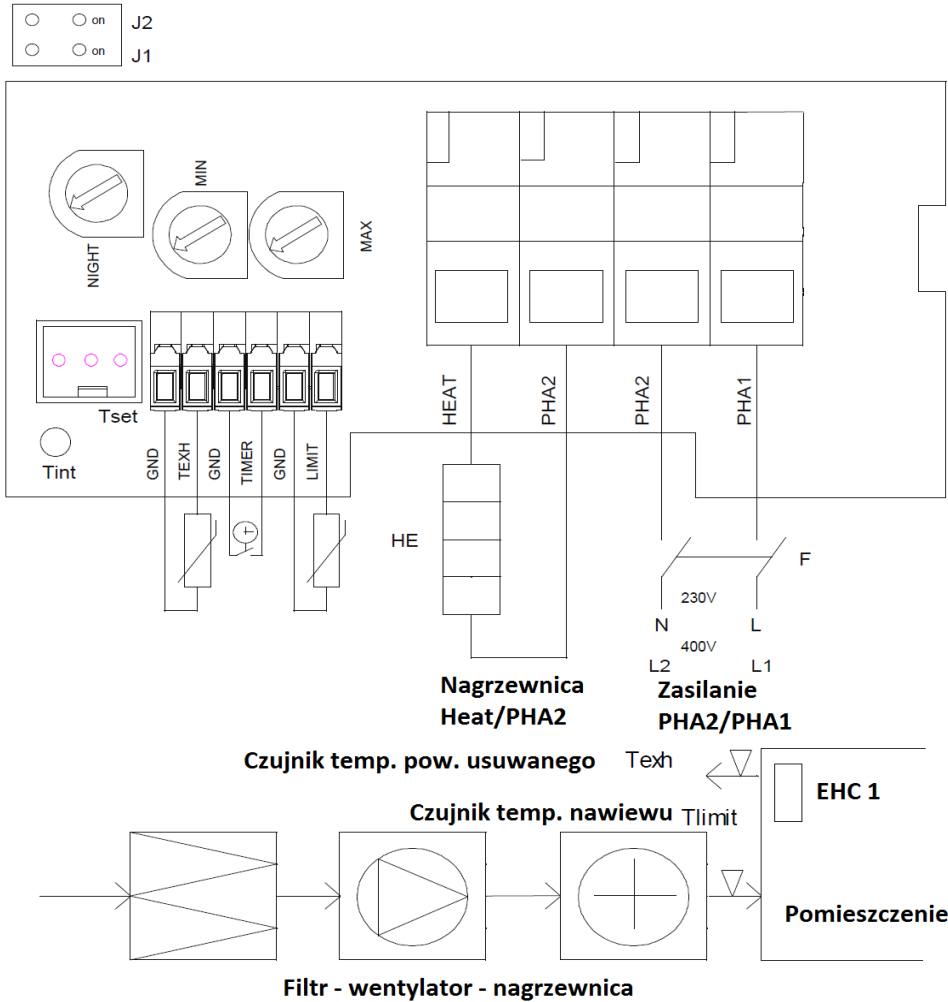 on J2
on J1
MIN
MAX
NIGHT
Tset
Tint
GND
TEXH
GND
TIMER
GND
LIMIT
HEAT
PHA2
PHA2
PHA1
HE
F
230V
N L
400V
L2 L1
Nagrzewnica
Heat/PHA2
Zasilanie
PHA2/PHA1
Czujnik temp. pow. usuwanego Texh
EHC 1
Czujnik temp. nawiewu Tlimit
Pomieszczenie
Filtr - wentylator - nagrzewnica